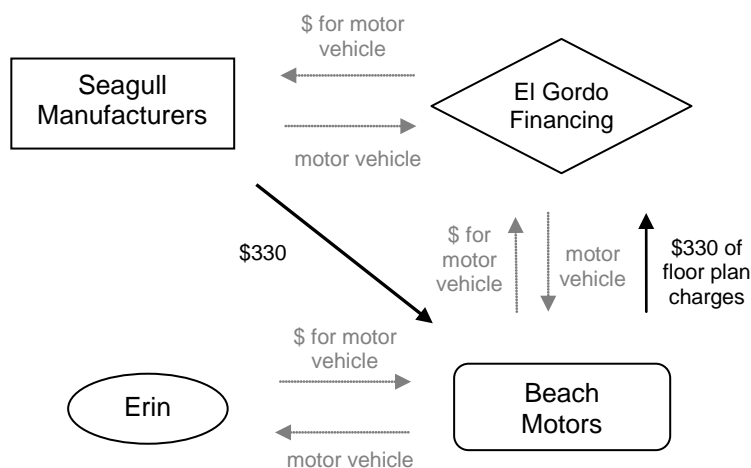 $ for motor
vehicle
Seagull
Manufacturers
El Gordo
Financing
motor vehicle
$330
$ for
motor
vehicle
motor
vehicle
$330 of
floor plan
charges
$ for motor
vehicle
Erin
Beach
Motors
motor vehicle